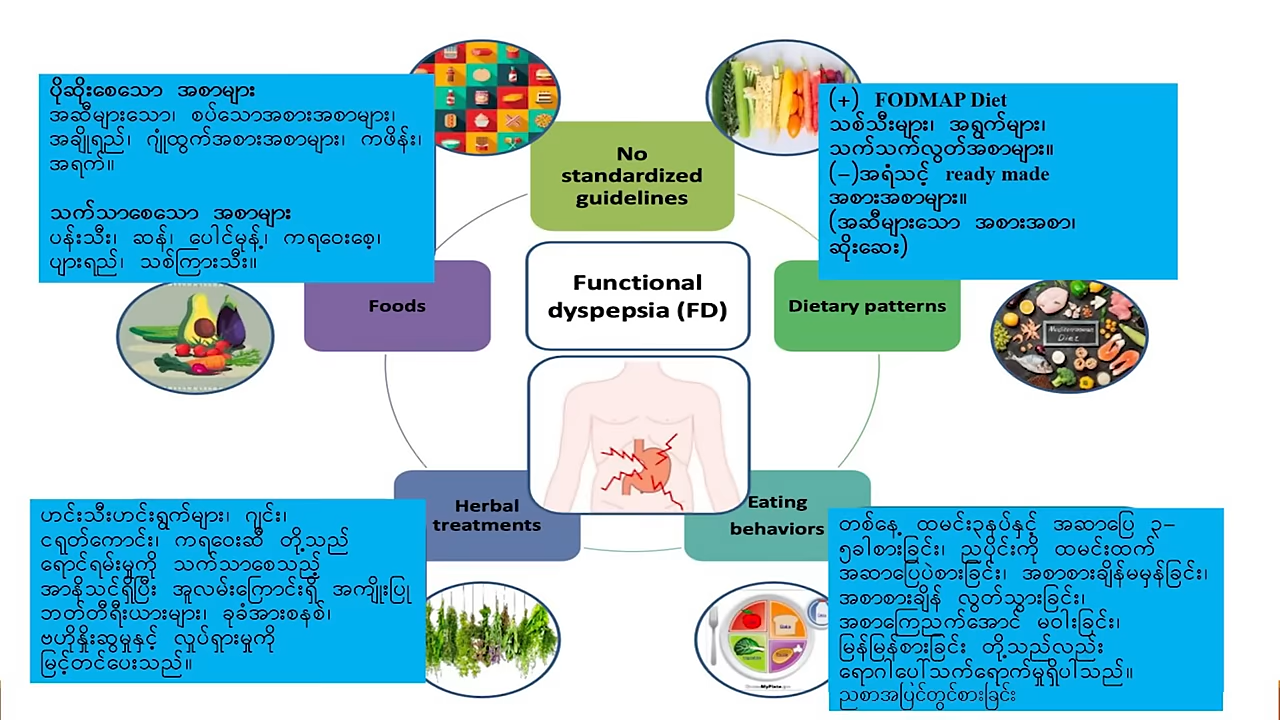 ပိုဆိုးစေသော အစာများ
အဆီများသော၊ စပ်သောအစားအစာများ၊
အချိုရည်၊ ဂျုံထွက်အစားအစာများ၊ ကဖိန်း၊
အရက်။
သက်သာစေသော အစာများ
ပန်းသီး၊ ဆန်၊ ပေါင်မုန့်၊ ကရဝေးစေ့၊
ပျားရည်၊ သစ်ကြားသီး။
No
standardized
guidelines
(+) FODMAP Diet
သစ်သီးများ၊ အရွက်များ၊
သက်သက်လွတ်အစာများ။
(–)အရံသင့် ready made
အစားအစာများ။
(အဆီများသော အစားအစာ၊
ဆိုးဆေး)
Functional
dyspepsia (FD)
Foods
Dietary patterns
Mediterranean
Diet
Herbal
treatments
Eating
behaviors
ဟင်းသီးဟင်းရွက်များ၊ ဂျင်း၊
ငရုတ်ကောင်း၊ ကရဝေးဆီ တို့သည်
ရောင်ရမ်းမှုကို သက်သာစေသည့်
အာနိသင်ရှိပြီး အူလမ်းကြောင်းရှိ အကျိုးပြု
ဘတ်တီရီးယားများ၊ ခုခံအားစနစ်၊
ဗဟိုနှိုးဆွမှုနှင့် လှုပ်ရှားမှုကို
မြှင့်တင်ပေးသည်။
တစ်နေ့ ထမင်း၃နပ်နှင့် အဆာပြေ ၃–
၅ခါစားခြင်း၊ ညပိုင်းကို ထမင်းထက်
အဆာပြေပဲစားခြင်း၊ အစာစားချိန်မမှန်ခြင်း၊
အစာစားချိန် လွတ်သွားခြင်း၊
အစာကြေညက်အောင် မဝါးခြင်း၊
မြန်မြန်စားခြင်း တို့သည်လည်း
ရောဂါပေါ်သက်ရောက်မှုရှိပါသည်။
ညစာအပြင်တွင်စားခြင်း